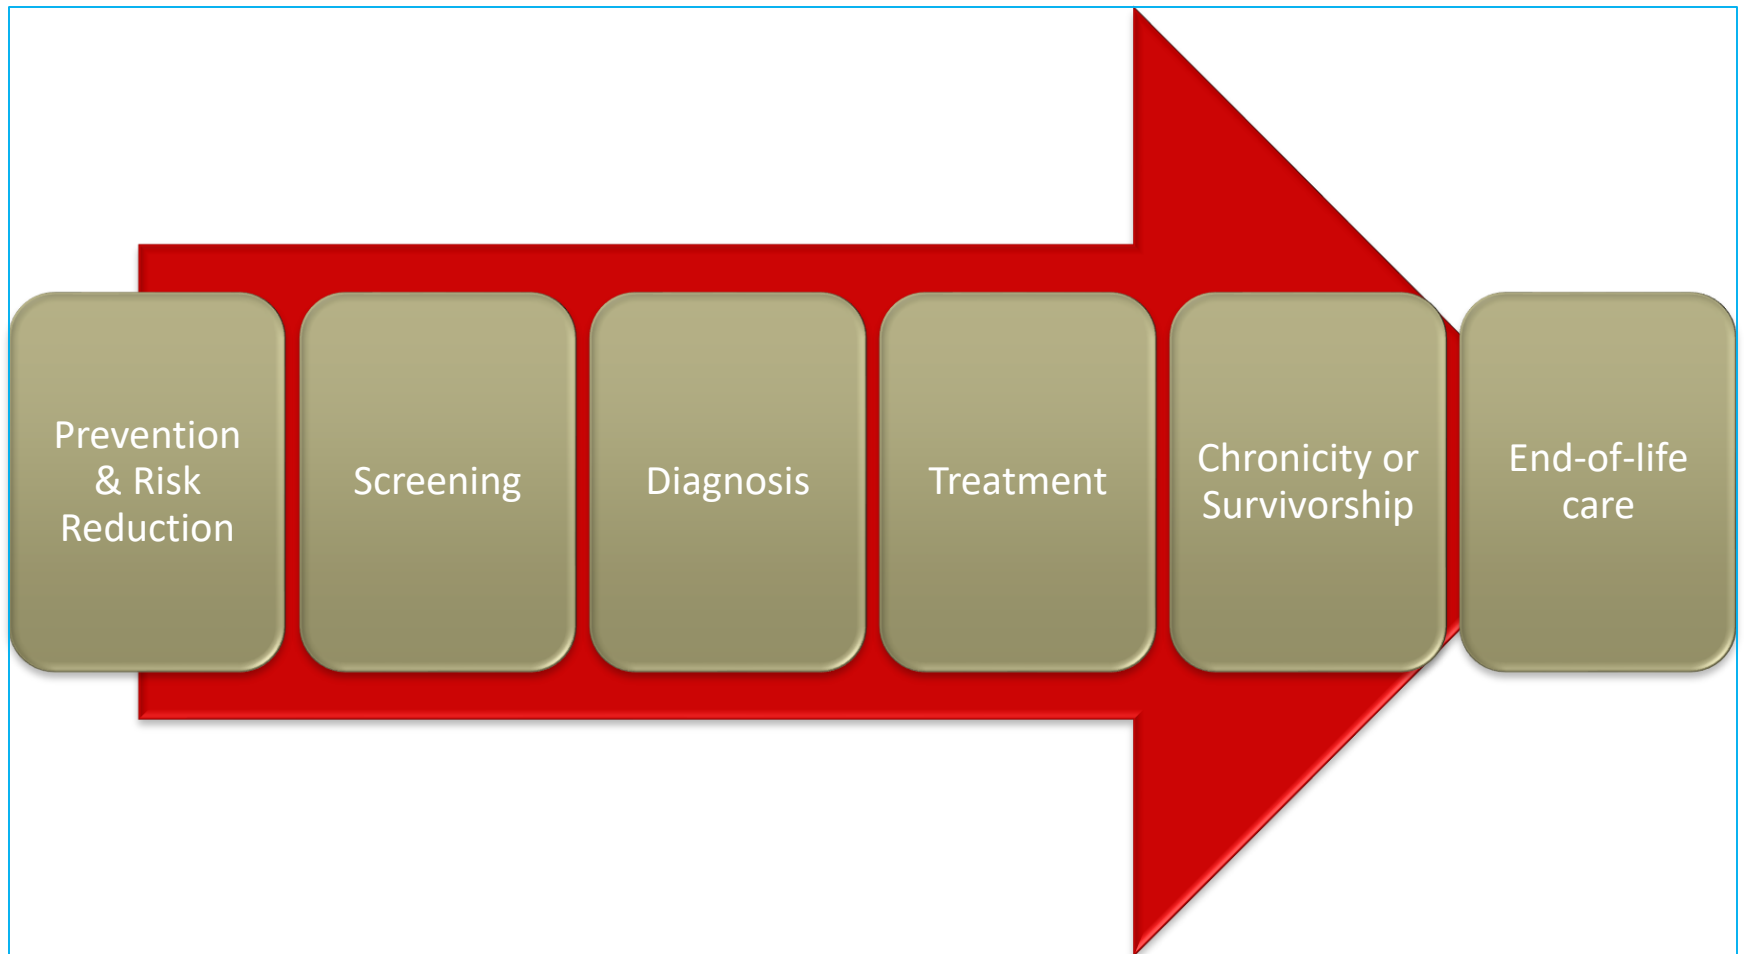 Prevention
& Risk
Reduction
Screening
Diagnosis
Treatment
Chronicity or
Survivorship
End-of-life
care